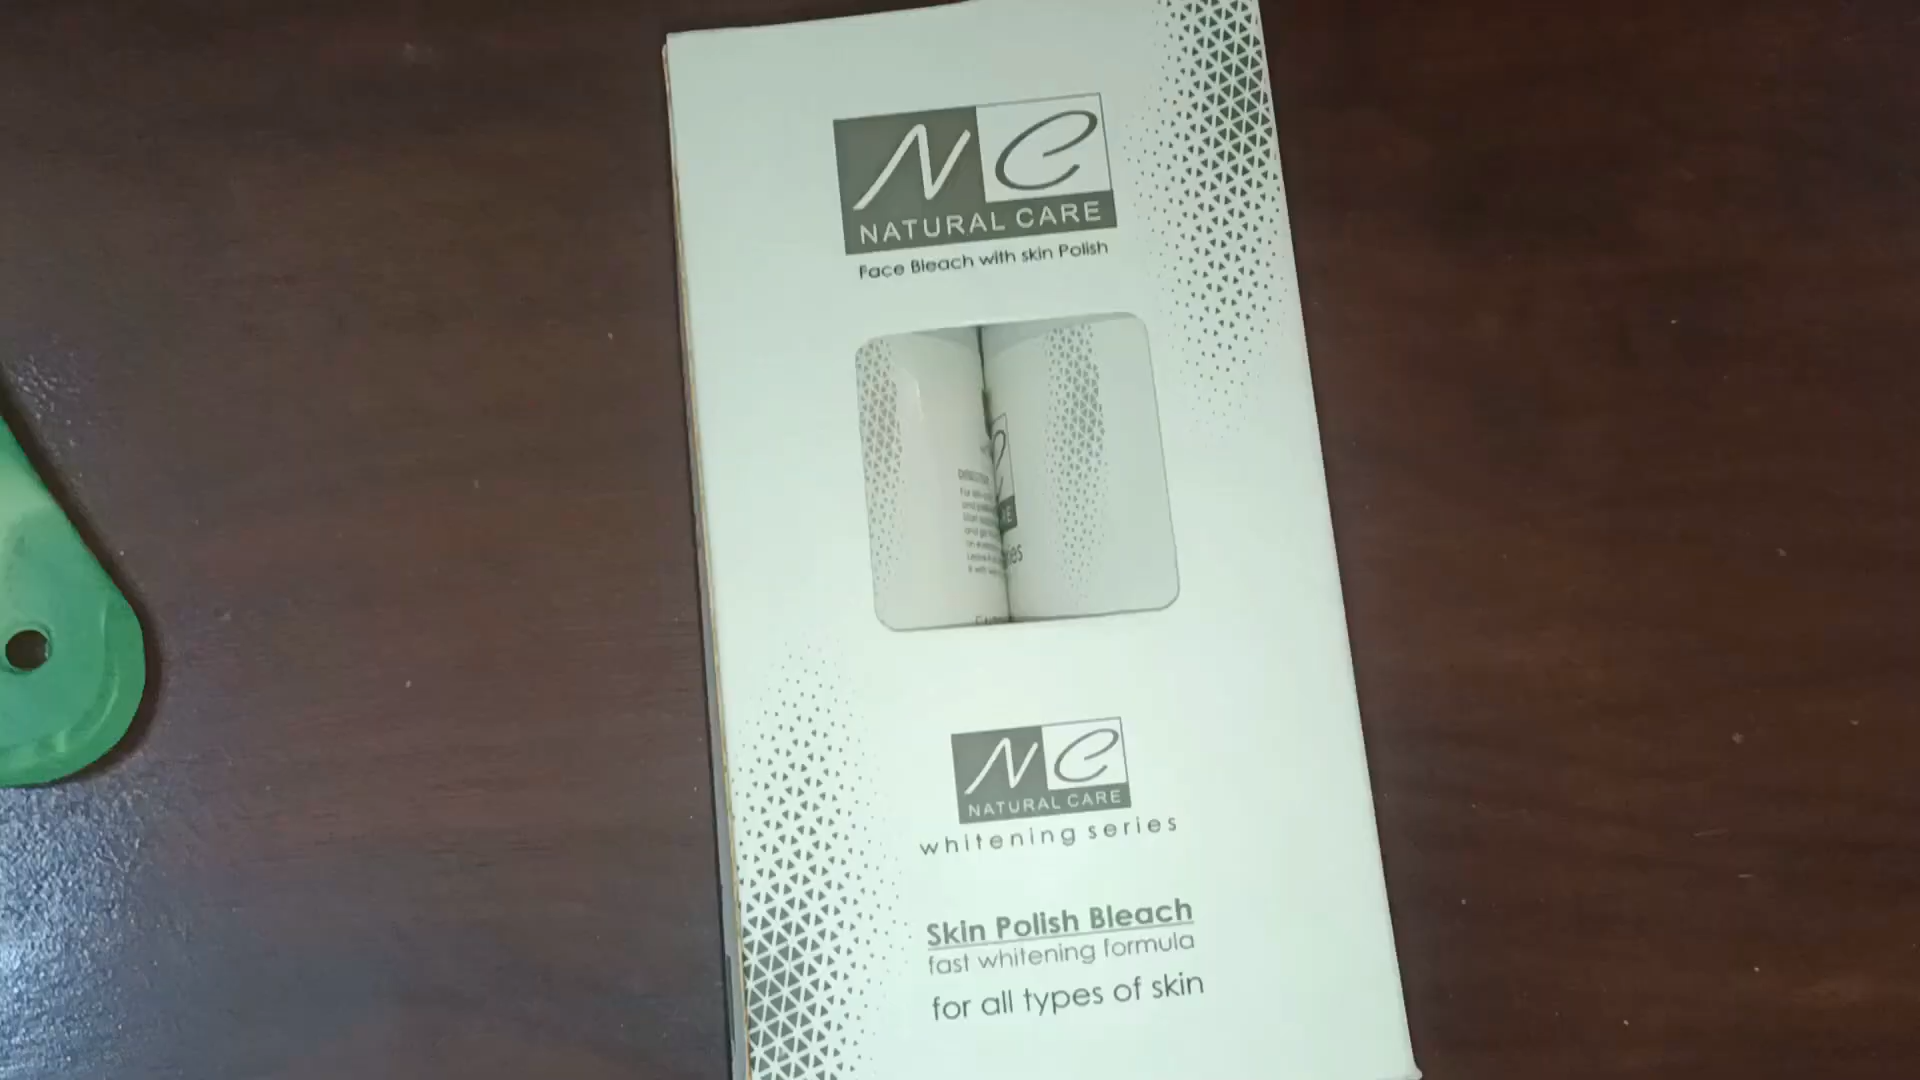 NC
NATURAL CARE
Face Bleach with skin Polish
NC
NATURAL CARE
whitening series
Skin Polish Bleach
fast whitening formula
for all types of skin